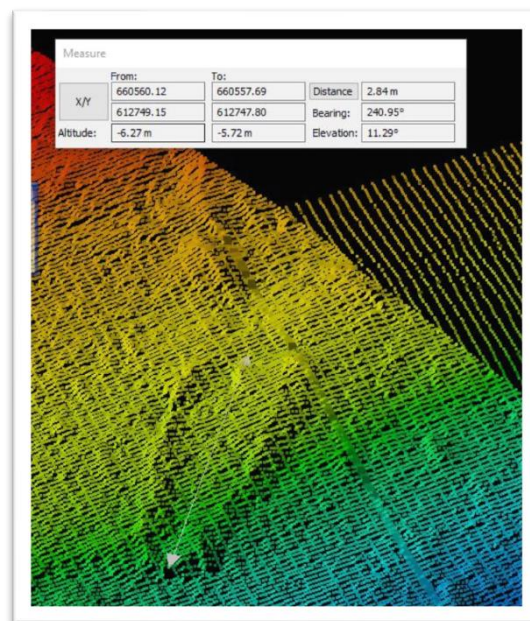 Measure
From: To:
X/Y 660560.12 660557.69 Distance 2.84 m
612749.15 612747.80 Bearing: 240.95°
Altitude: -6.27 m -5.72 m Elevation: 11.29°